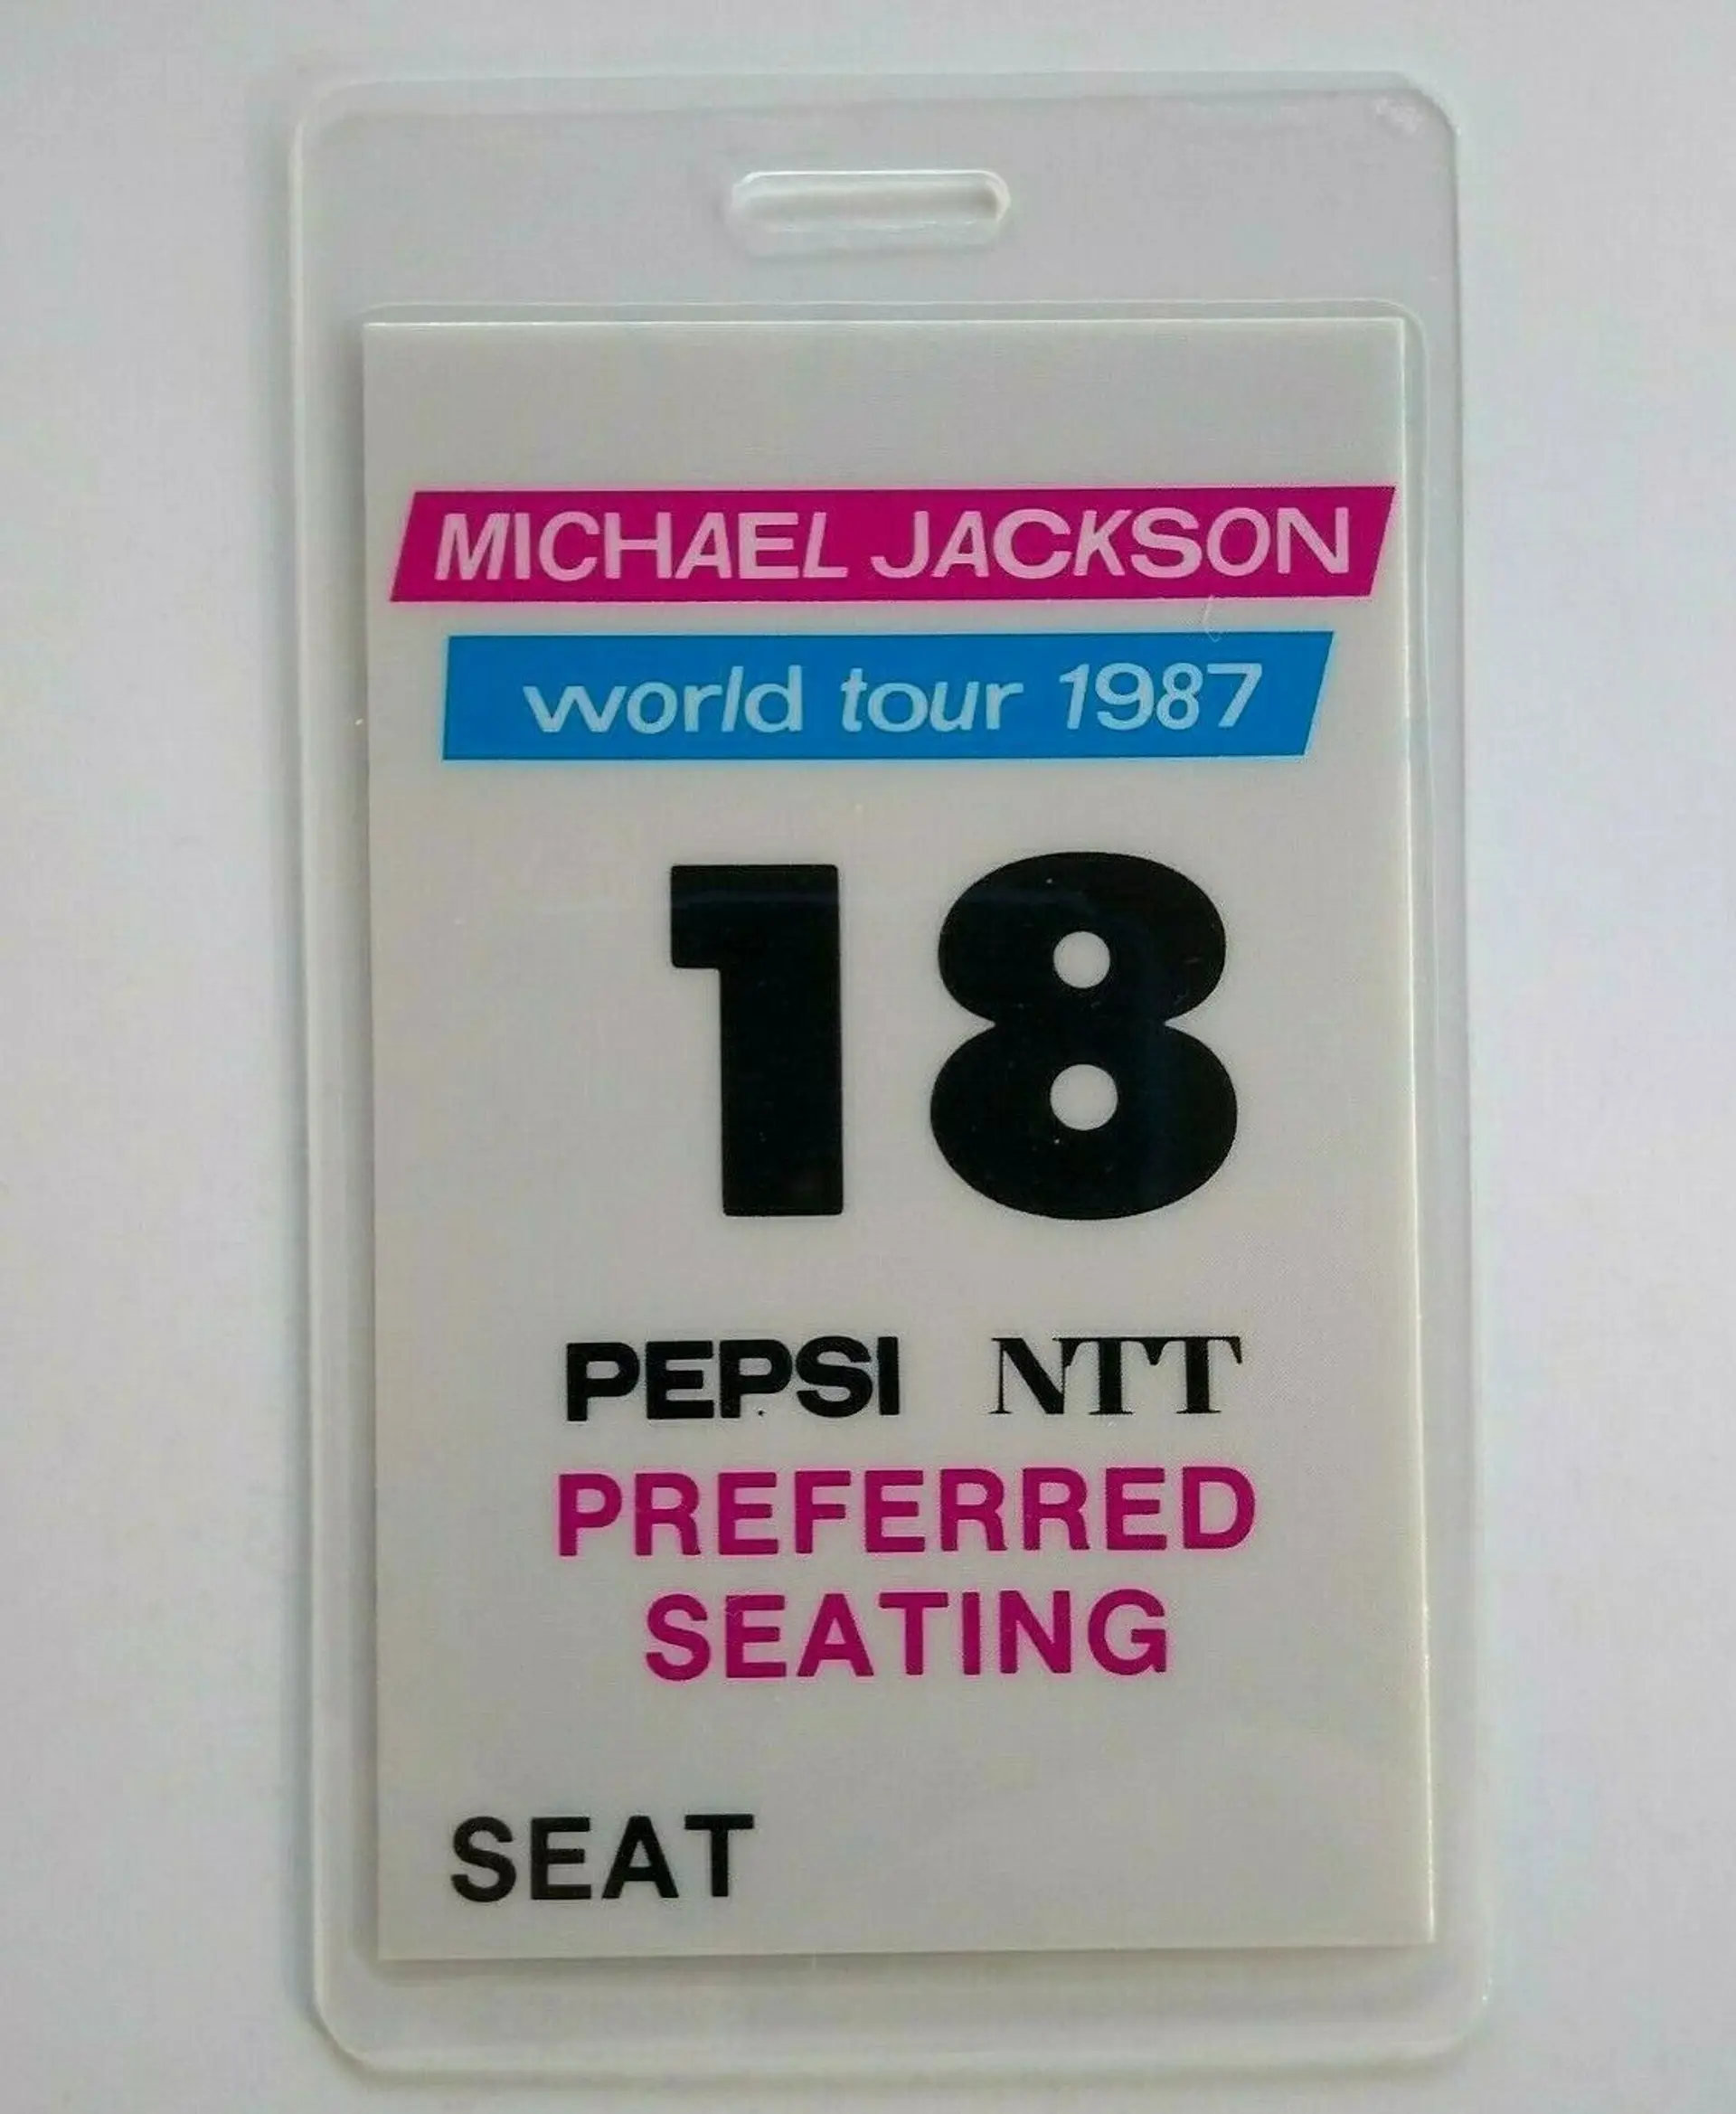 MICHAEL JACKSON
world tour 1987
18
PEPSI NTT
PREFERRED
SEATING
SEAT